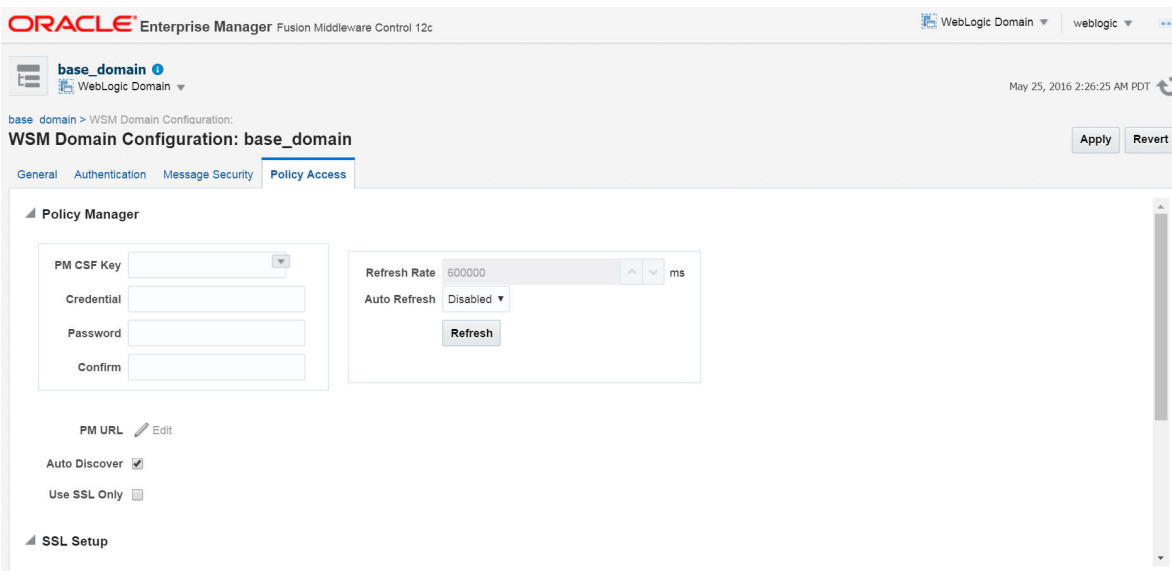 ORACLE Enterprise Manager Fusion Middleware Control 12c
WebLogic Domain
weblogic
base_domain
WebLogic Domain
May 25, 2016 2:26:25 AM PDT
base_domain > WSM Domain Configuration:
WSM Domain Configuration: base_domain
Apply
Revert
General
Authentication
Message Security
Policy Access
Policy Manager
PM CSF Key
Credential
Password
Confirm
Refresh Rate 600000 ms
Auto Refresh Disabled
Refresh
PM URL Edit
Auto Discover
Use SSL Only
SSL Setup